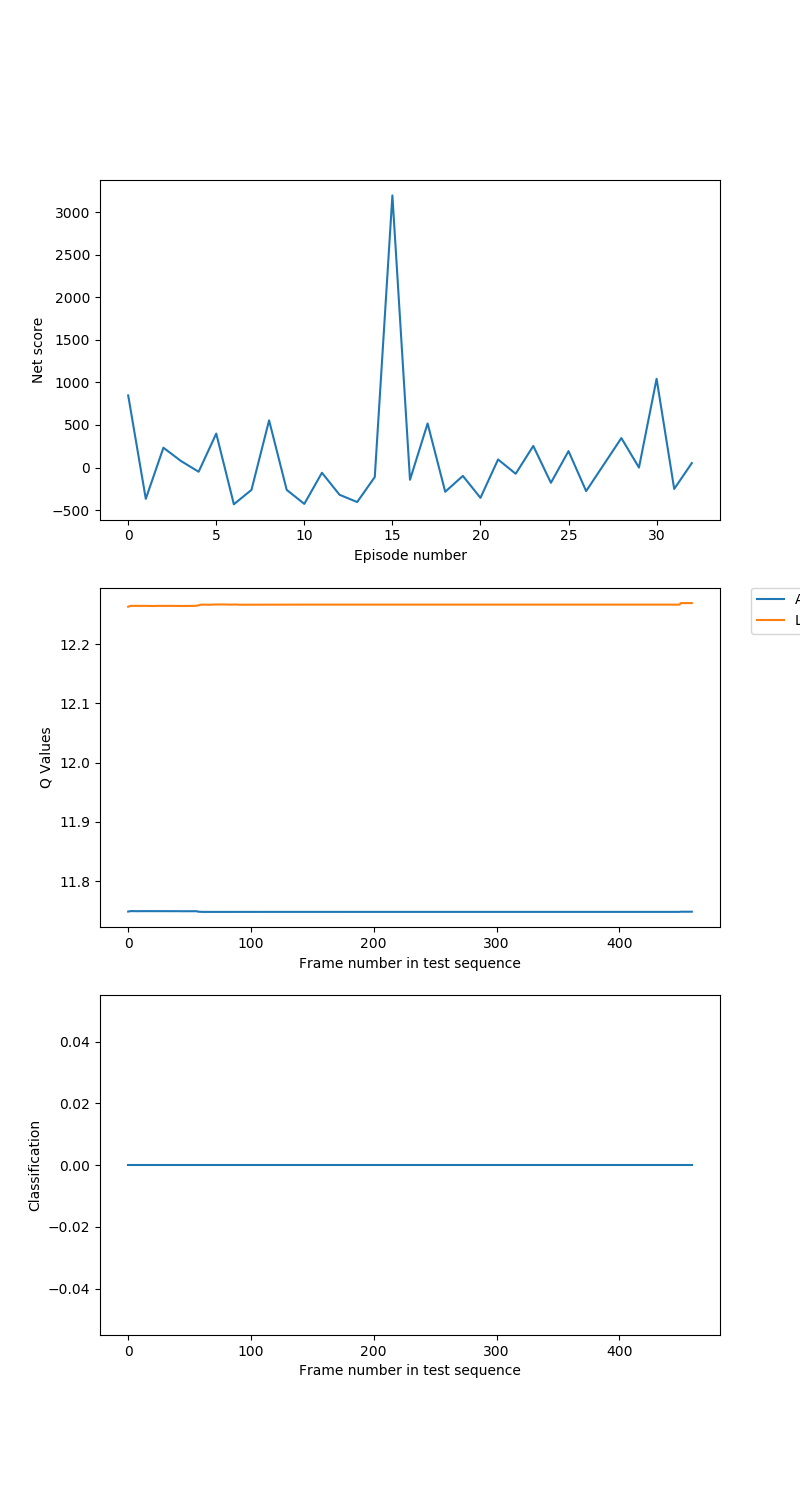 3000
2500
2000
1500
1000
500
0
−500
Net score
0 5 10 15 20 25 30
Episode number
12.2
12.1
12.0
11.9
11.8
Q Values
0 100 200 300 400
Frame number in test sequence
0.04
0.02
0.00
−0.02
−0.04
Classification
0 100 200 300 400
Frame number in test sequence